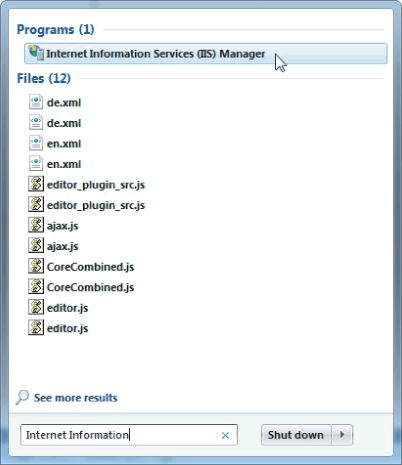 Programs (1)
Internet Information Services (IIS) Manager
Files (12)
de.xml
de.xml
en.xml
en.xml
editor_plugin_src.js
editor_plugin_src.js
ajax.js
ajax.js
CoreCombined.js
CoreCombined.js
editor.js
editor.js
See more results
Internet Information
Shut down